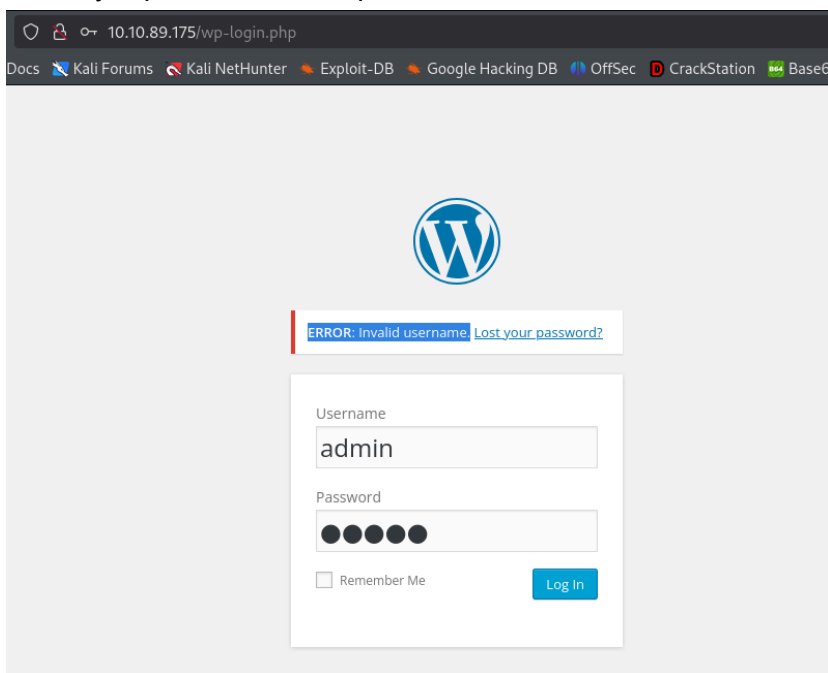 10.10.89.175/wp-login.php
Docs Kali Forums Kali NetHunter Exploit-DB Google Hacking DB OffSec CrackStation Base6
ERROR: Invalid username. Lost your password?
Username
admin
Password
Remember Me Log In